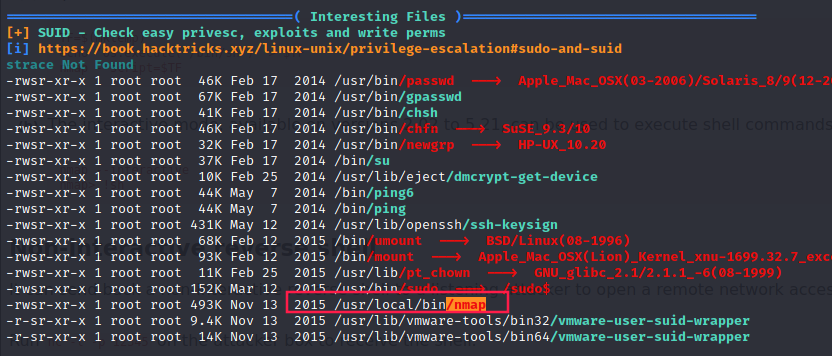 ════════════════════════════════════( Interesting Files )════════════════════════════════════
[+] SUID - Check easy privesc, exploits and write perms
[i] https://book.hacktricks.xyz/linux-unix/privilege-escalation#sudo-and-suid
strace Not Found
-rwsr-xr-x 1 root root  46K Feb 17  2014 /usr/bin/passwd  --->  Apple_Mac_OSX(03-2006)/Solaris_8/9(12-20
-rwsr-xr-x 1 root root  67K Feb 17  2014 /usr/bin/gpasswd
-rwsr-xr-x 1 root root  41K Feb 17  2014 /usr/bin/chsh
-rwsr-xr-x 1 root root  46K Feb 17  2014 /usr/bin/chfn  --->  SuSE_9.3/10
-rwsr-xr-x 1 root root  32K Feb 17  2014 /usr/bin/newgrp  --->  HP-UX_10.20
-rwsr-xr-x 1 root root  37K Feb 17  2014 /bin/su
-rwsr-xr-x 1 root root  10K Feb 25  2014 /usr/lib/eject/dmcrypt-get-device
-rwsr-xr-x 1 root root  44K May  7  2014 /bin/ping6
-rwsr-xr-x 1 root root  44K May  7  2014 /bin/ping
-rwsr-xr-x 1 root root 431K May 12  2014 /usr/lib/openssh/ssh-keysign
-rwsr-xr-x 1 root root  68K Feb 12  2015 /bin/umount  --->  BSD/Linux(08-1996)
-rwsr-xr-x 1 root root  93K Feb 12  2015 /bin/mount  --->  Apple_Mac_OSX(Lion)_Kernel_xnu-1699.32.7_exce
-rwsr-xr-x 1 root root  11K Feb 25  2015 /usr/lib/pt_chown  --->  GNU_glibc_2.1/2.1.1_-6(08-1999)
-rwsr-xr-x 1 root root 152K Mar 12  2015 /usr/bin/sudo  --->  /sudo$
-rwsr-xr-x 1 root root 493K Nov 13  2015 /usr/local/bin/nmap
-r-sr-xr-x 1 root root 9.4K Nov 13  2015 /usr/lib/vmware-tools/bin32/vmware-user-suid-wrapper
-r-sr-xr-x 1 root root  14K Nov 13  2015 /usr/lib/vmware-tools/bin64/vmware-user-suid-wrapper